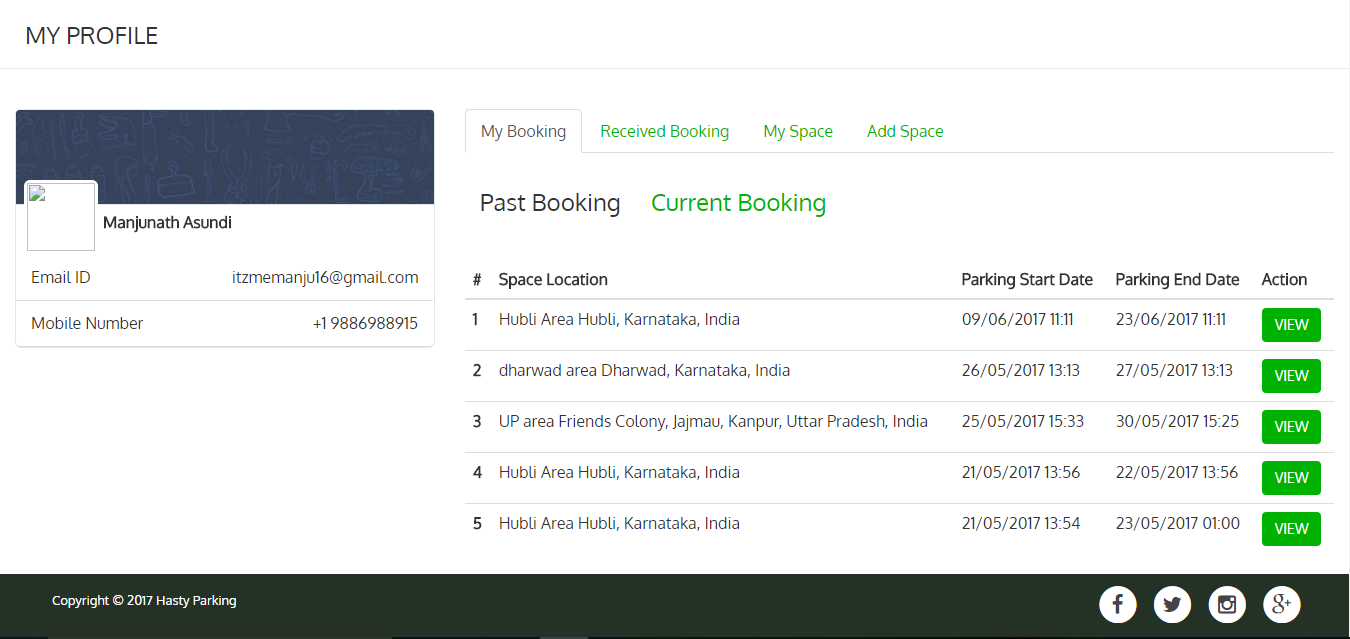 MY PROFILE
Manjunath Asundi
Email ID itzmemanju16@gmail.com
Mobile Number +1 9886988915
My Booking Received Booking My Space Add Space
Past Booking Current Booking
# Space Location Parking Start Date Parking End Date Action
1 Hubli Area Hubli, Karnataka, India 09/06/2017 11:11 23/06/2017 11:11 VIEW
2 dharwad area Dharwad, Karnataka, India 26/05/2017 13:13 27/05/2017 13:13 VIEW
3 UP area Friends Colony, Jajmau, Kanpur, Uttar Pradesh, India 25/05/2017 15:33 30/05/2017 15:25 VIEW
4 Hubli Area Hubli, Karnataka, India 21/05/2017 13:56 22/05/2017 13:56 VIEW
5 Hubli Area Hubli, Karnataka, India 21/05/2017 13:54 23/05/2017 01:00 VIEW
Copyright © 2017 Hasty Parking